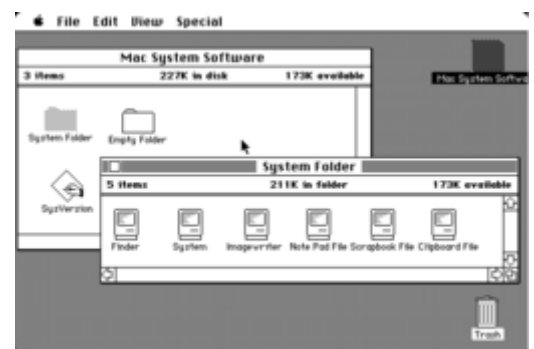 File Edit View Special
Mac System Software
3 items 227K in disk 173K available
Mac System Softwa
System Folder Empty Folder
System Folder
5 items 211K in folder 173K available
SysVersion
Finder System Imagewriter Note Pad File Scrapbook File Clipboard File
Trash